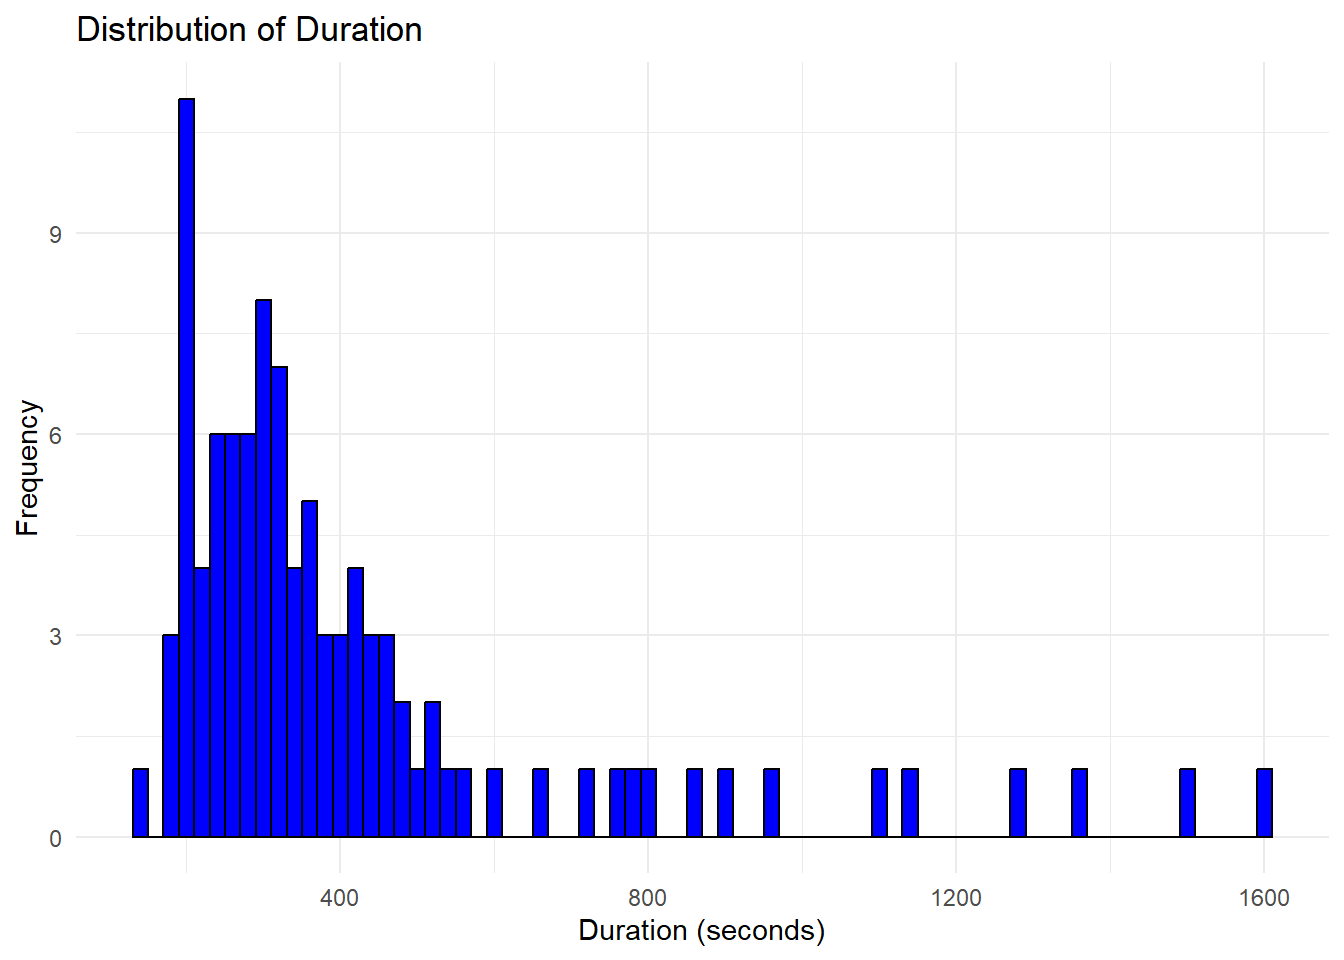 Distribution of Duration
9
6
3
0
Frequency
400 800 1200 1600
Duration (seconds)